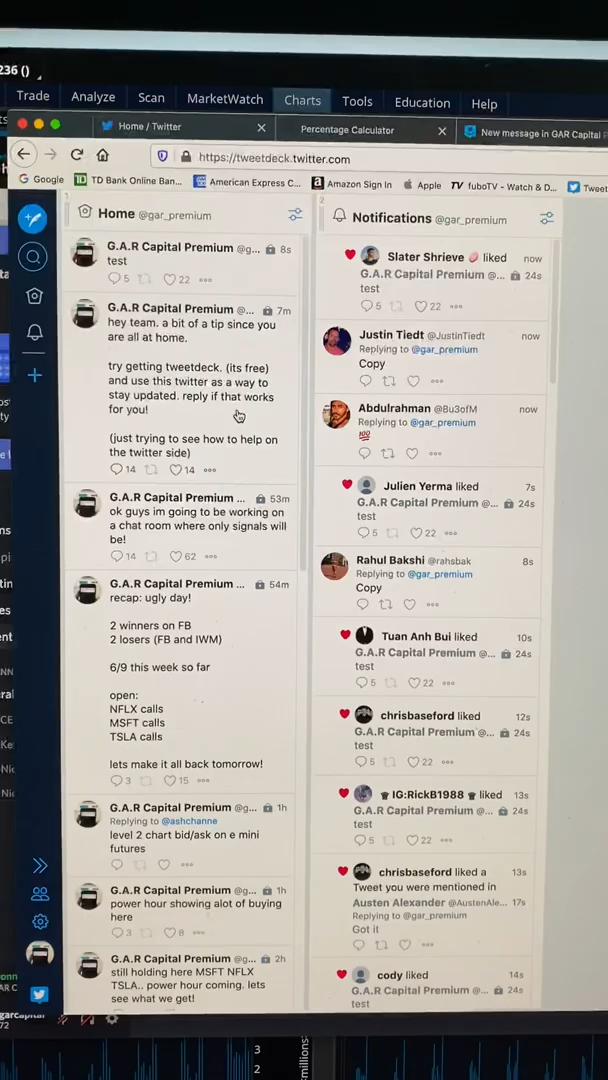 236 ()
Trade Analyze Scan MarketWatch Charts Tools Education Help
Home / Twitter
Percentage Calculator
New message in GAR Capital P
https://tweetdeck.twitter.com
Google TD Bank Online Ban... American Express C... Amazon Sign In Apple fuboTV - Watch & D... Tweet
1
Home @gar_premium
G.A.R Capital Premium @g... 8s
test
5 22
G.A.R Capital Premium @... 7m
hey team. a bit of a tip since you
are all at home.
try getting tweetdeck. (its free)
and use this twitter as a way to
stay updated. reply if that works
for you!
(just trying to see how to help on
the twitter side)
14 14
G.A.R Capital Premium ... 53m
ok guys im going to be working on
a chat room where only signals will
be!
14 62
G.A.R Capital Premium ... 54m
recap: ugly day!
2 winners on FB
2 losers (FB and IWM)
6/9 this week so far
open:
NFLX calls
MSFT calls
TSLA calls
lets make it all back tomorrow!
3 15
G.A.R Capital Premium @g... 1h
Replying to @ashchanne
level 2 chart bid/ask on e mini
futures
G.A.R Capital Premium @g... 1h
power hour showing alot of buying
here
3 8
G.A.R Capital Premium @g... 2h
still holding here MSFT NFLX
TSLA.. power hour coming. lets
see what we get!
2
Notifications @gar_premium
Slater Shrieve liked now
G.A.R Capital Premium @... 24s
test
5 22
Justin Tiedt @JustinTiedt now
Replying to @gar_premium
Copy
Abdulrahman @Bu3ofM now
Replying to @gar_premium
💯
Julien Yerma liked 7s
G.A.R Capital Premium @... 24s
test
5 22
Rahul Bakshi @rahsbak 8s
Replying to @gar_premium
Copy
Tuan Anh Bui liked 10s
G.A.R Capital Premium @... 24s
test
5 22
chrisbaseford liked 12s
G.A.R Capital Premium @... 24s
test
5 22
♛ IG:RickB1988 ♛ liked 13s
G.A.R Capital Premium @... 24s
test
5 22
chrisbaseford liked a 13s
Tweet you were mentioned in
Austen Alexander @AustenAle... 17s
Replying to @gar_premium
Got it
cody liked 14s
G.A.R Capital Premium @... 24s
test
garcapital
72
3
2
millions